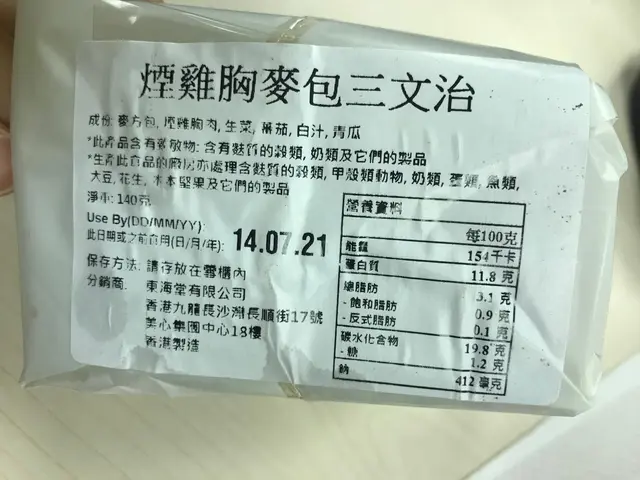 煙雞胸麥包三文治
成份: 麥方包, 煙雞胸肉, 生菜, 蕃茄, 白汁, 青瓜
*此產品含有致敏物: 含有麩質的穀類, 奶類及它們的製品
*生產此食品的廠房亦處理含麩質的穀類, 甲殼類動物, 奶類, 蛋類, 魚類,
大豆, 花生, 木本堅果及它們的製品
淨重: 140克
Use By(DD/MM/YY):
此日期或之前食用(日/月/年): 14.07.21
保存方法: 請存放在雪櫃內
分銷商: 東海堂有限公司
香港九龍長沙灣長順街17號
美心集團中心18樓
香港製造
營養資料
每100克
能量 154千卡
蛋白質 11.8 克
總脂肪 3.1 克
- 飽和脂肪 0.9 克
- 反式脂肪 0.1 克
碳水化合物 19.8 克
- 糖 1.2 克
鈉 412 毫克